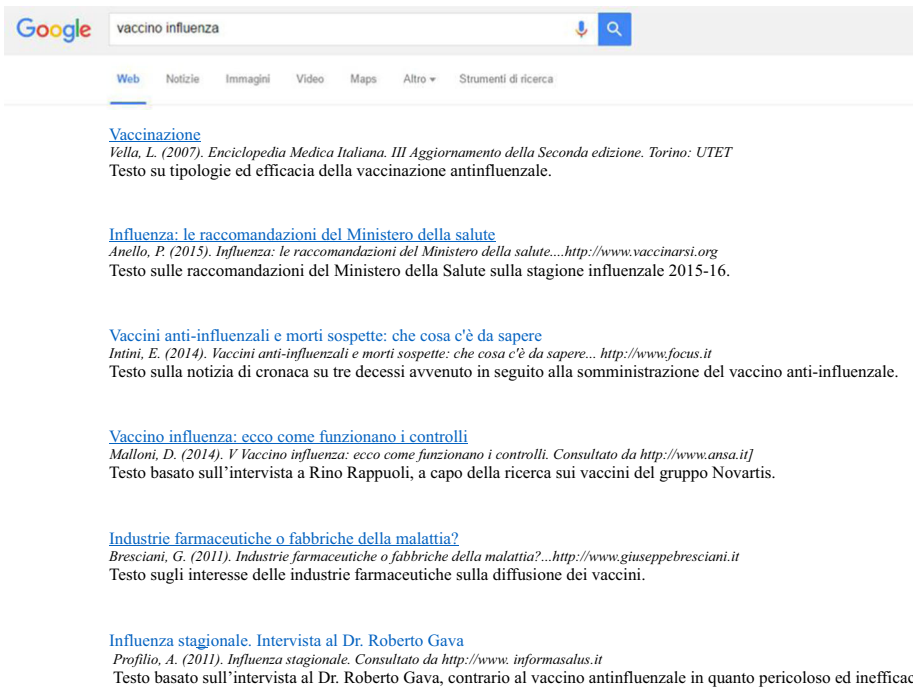 Google vaccino influenza
Web Notizie Immagini Video Maps Altro Strumenti di ricerca
Vaccinazione
Vella, L. (2007). Enciclopedia Medica Italiana. III Aggiornamento della Seconda edizione. Torino: UTET
Testo su tipologie ed efficacia della vaccinazione antinfluenzale.
Influenza: le raccomandazioni del Ministero della salute
Anello, P. (2015). Influenza: le raccomandazioni del Ministero della salute....http://www.vaccinarsi.org
Testo sulle raccomandazioni del Ministero della Salute sulla stagione influenzale 2015-16.
Vaccini anti-influenzali e morti sospette: che cosa c'è da sapere
Intini, E. (2014). Vaccini anti-influenzali e morti sospette: che cosa c'è da sapere... http://www.focus.it
Testo sulla notizia di cronaca su tre decessi avvenuto in seguito alla somministrazione del vaccino anti-influenzale.
Vaccino influenza: ecco come funzionano i controlli
Malloni, D. (2014). V Vaccino influenza: ecco come funzionano i controlli. Consultato da http://www.ansa.it]
Testo basato sull’intervista a Rino Rappuoli, a capo della ricerca sui vaccini del gruppo Novartis.
Industrie farmaceutiche o fabbriche della malattia?
Bresciani, G. (2011). Industrie farmaceutiche o fabbriche della malattia?...http://www.giuseppebresciani.it
Testo sugli interesse delle industrie farmaceutiche sulla diffusione dei vaccini.
Influenza stagionale. Intervista al Dr. Roberto Gava
Profilio, A. (2011). Influenza stagionale. Consultato da http://www. informasalus.it
Testo basato sull’intervista al Dr. Roberto Gava, contrario al vaccino antinfluenzale in quanto pericoloso ed inefficac